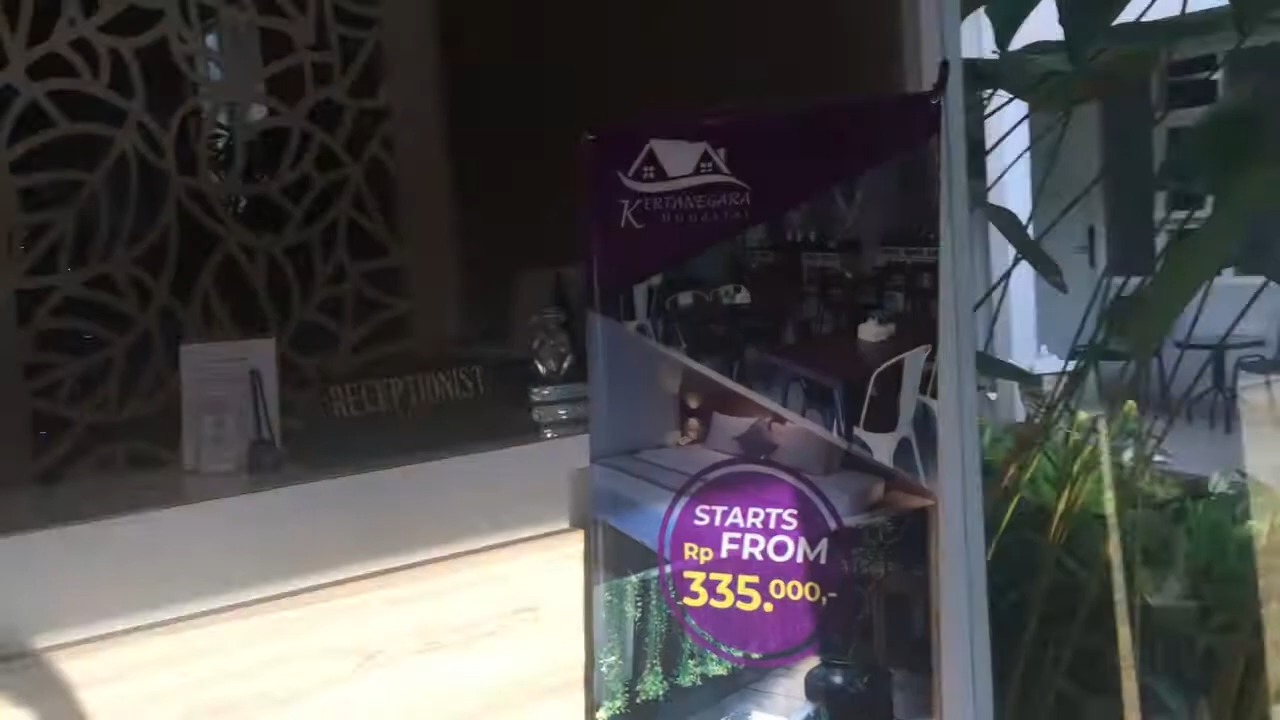 RECEPTIONIST
KERTANEGARA
STARTS
FROM
Rp
335.000,-